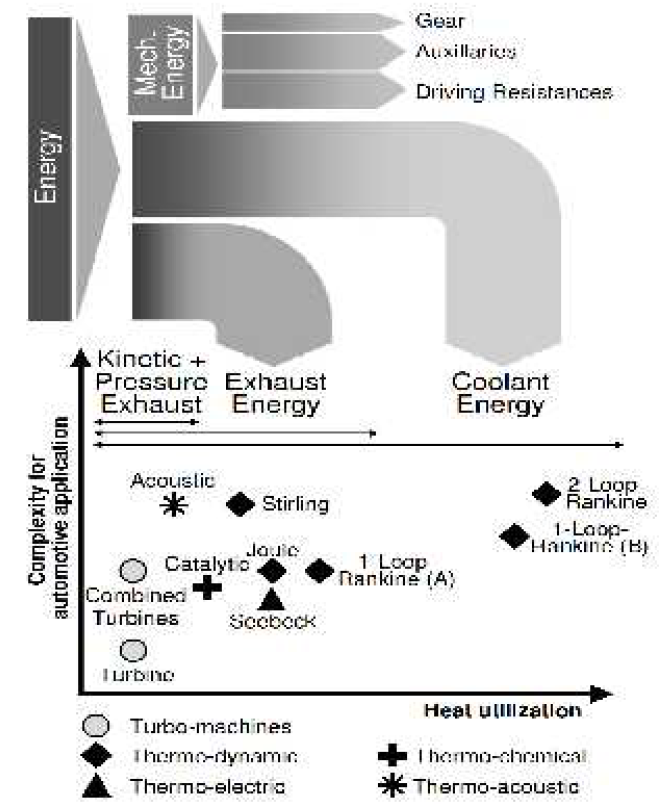 Gear
Mech.
Energy
Auxillaries
Driving Resistances
Energy
Kinetic +
Pressure
Exhaust
Exhaust
Energy
Coolant
Energy
Complexity for
automotive application
Acoustic
Stirling
2 Loop
Rankine
1-Loop-
Rankine (B)
Joule
Catalytic
1 Loop
Rankine (A)
Combined
Turbines
Seebeck
Turbine
Heat utilization
Turbo-machines
Thermo-dynamic
Thermo-chemical
Thermo-electric
Thermo-acoustic